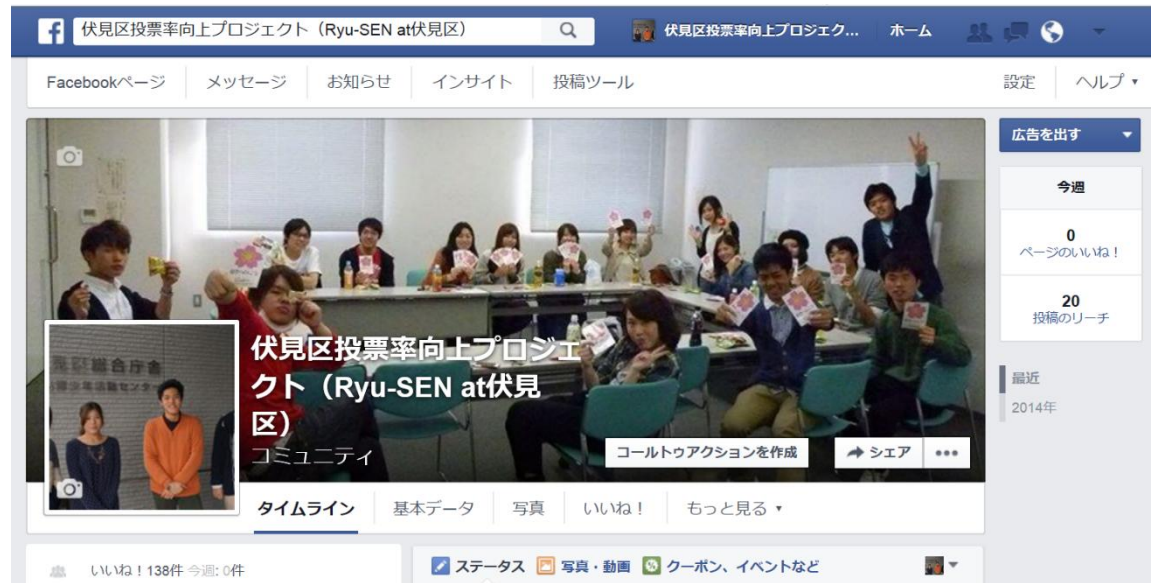 伏見区投票率向上プロジェクト（Ryu-SEN at伏見区）
伏見区投票率向上プロジェク...
ホーム
Facebookページ
メッセージ
お知らせ
インサイト
投稿ツール
設定
ヘルプ
広告を出す
今週
0
ページのいいね！
20
投稿のリーチ
最近
2014年
総合庁舎
伏見区投票率向上プロジェ
クト（Ryu-SEN at伏見
区）
コミュニティ
コールトゥアクションを作成
シェア
タイムライン
基本データ
写真
いいね！
もっと見る
いいね！138件 今週: 0件
ステータス
写真・動画
クーポン、イベントなど